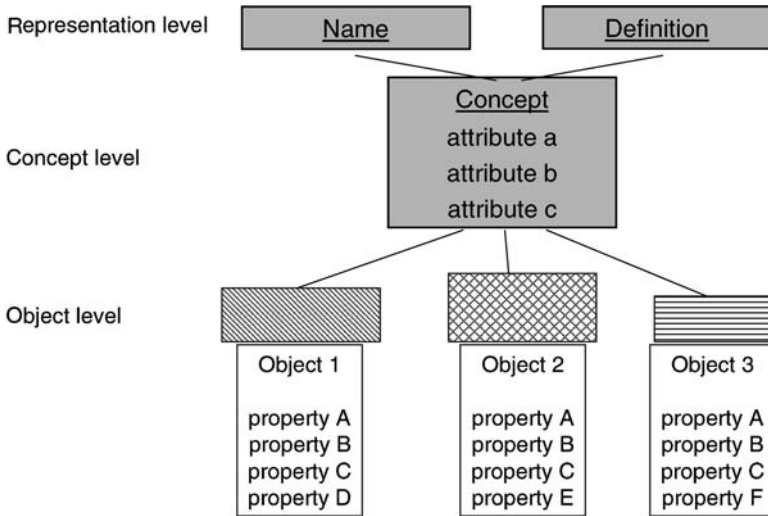 Representation level
Name
Definition
Concept level
Concept
attribute a
attribute b
attribute c
Object level
Object 1
property A
property B
property C
property D
Object 2
property A
property B
property C
property E
Object 3
property A
property B
property C
property F